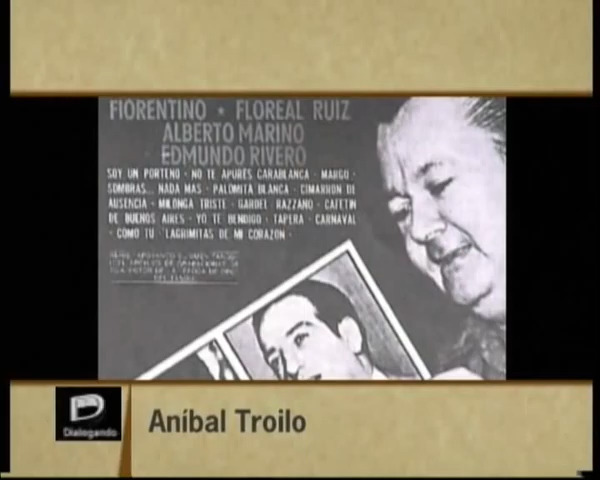 FIORENTINO * FLOREAL RUIZ
ALBERTO MARINO
EDMUNDO RIVERO
SOY UN PORTEÑO - NO TE APURES CARABLANCA - MARGO -
SOMBRAS... NADA MAS - PALOMITA BLANCA - CIMARRON DE
AUSENCIA - MILONGA TRISTE - GARDEL RAZZANO - CAFETIN
DE BUENOS AIRES - YO TE BENDIGO - TAPERA - CARNAVAL
- COMO TU - LAGRIMITAS DE MI CORAZON -
Dialogando
Aníbal Troilo